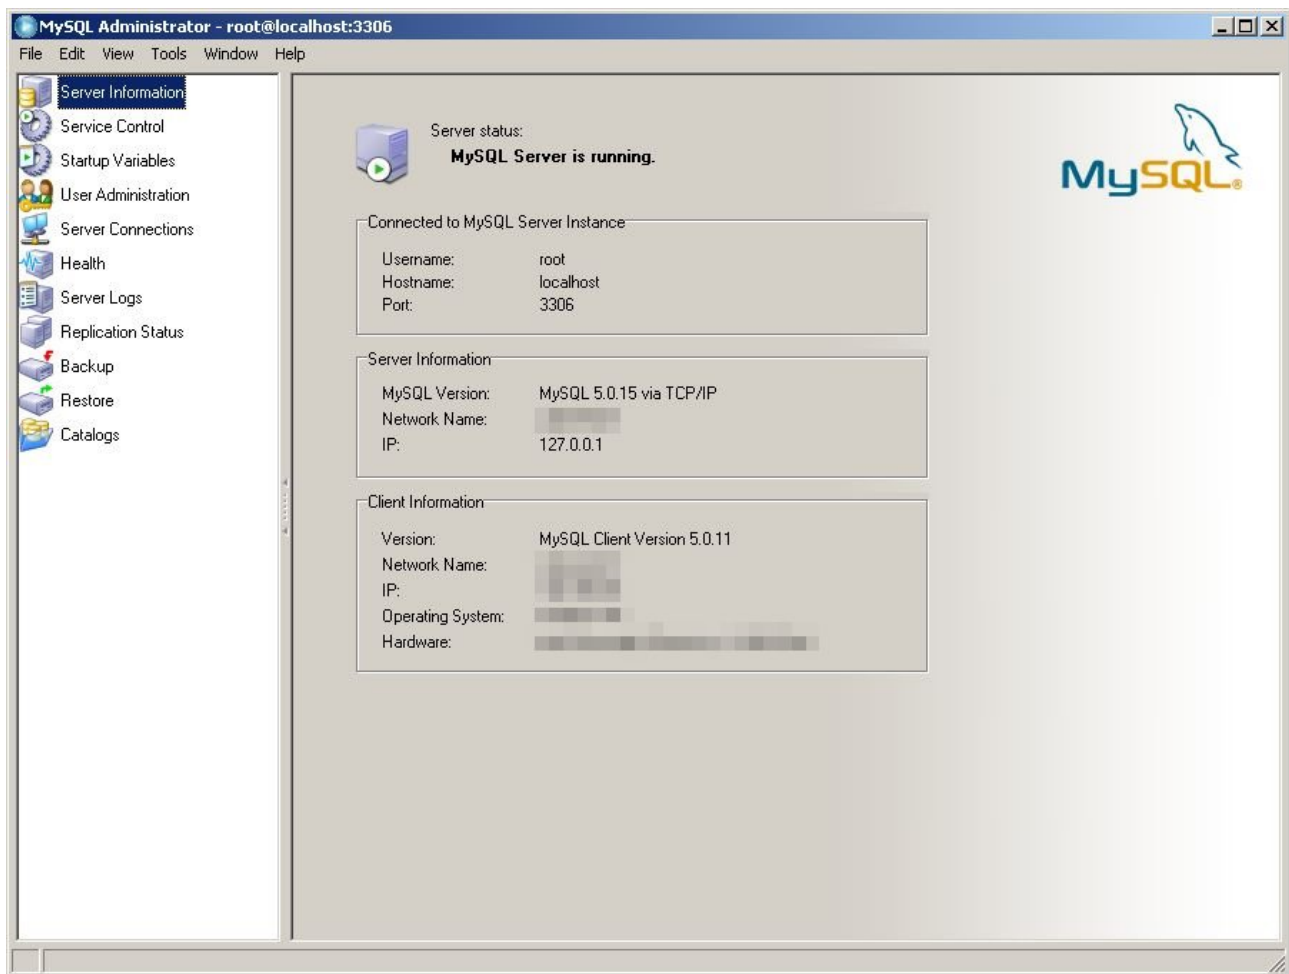 MySQL Administrator - root@localhost:3306
File Edit View Tools Window Help
Server Information
Service Control
Startup Variables
User Administration
Server Connections
Health
Server Logs
Replication Status
Backup
Restore
Catalogs
Server status:
MySQL Server is running.
MySQL®
Connected to MySQL Server Instance
Username: root
Hostname: localhost
Port: 3306
Server Information
MySQL Version: MySQL 5.0.15 via TCP/IP
Network Name:
IP: 127.0.0.1
Client Information
Version: MySQL Client Version 5.0.11
Network Name:
IP:
Operating System:
Hardware: